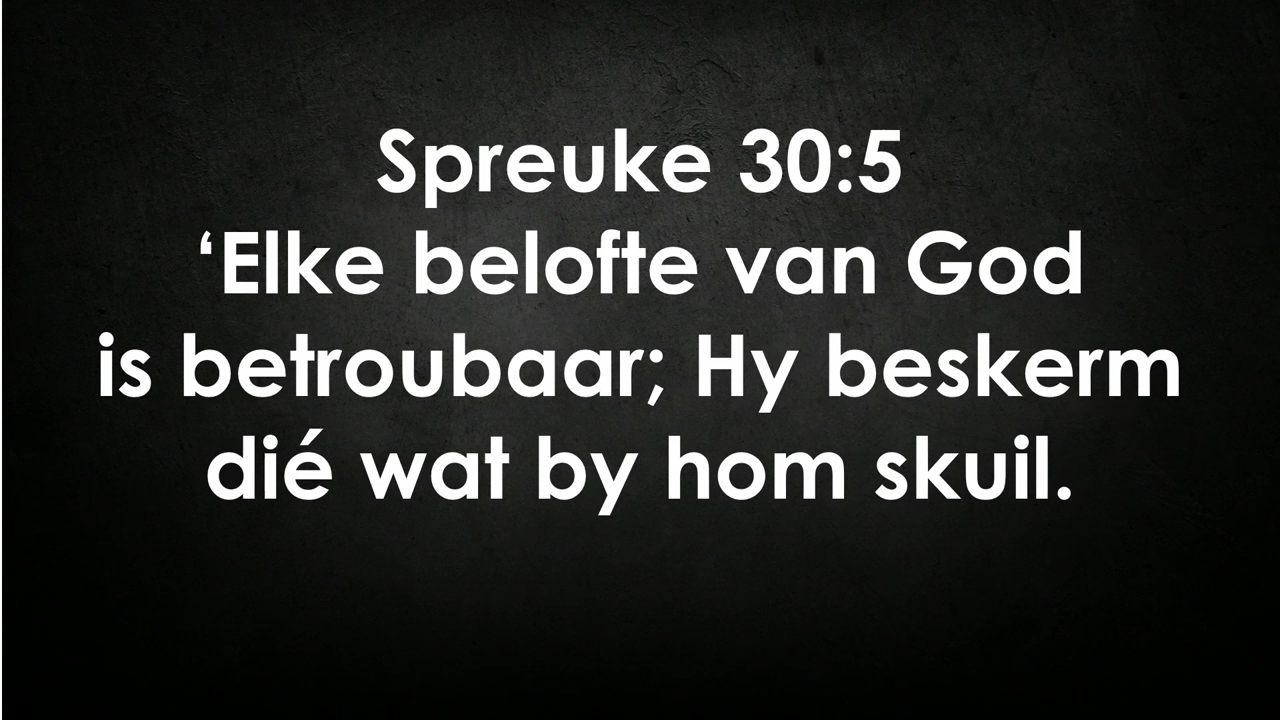 Spreuke 30:5
‘Elke belofte van God
is betroubaar; Hy beskerm
dié wat by hom skuil.